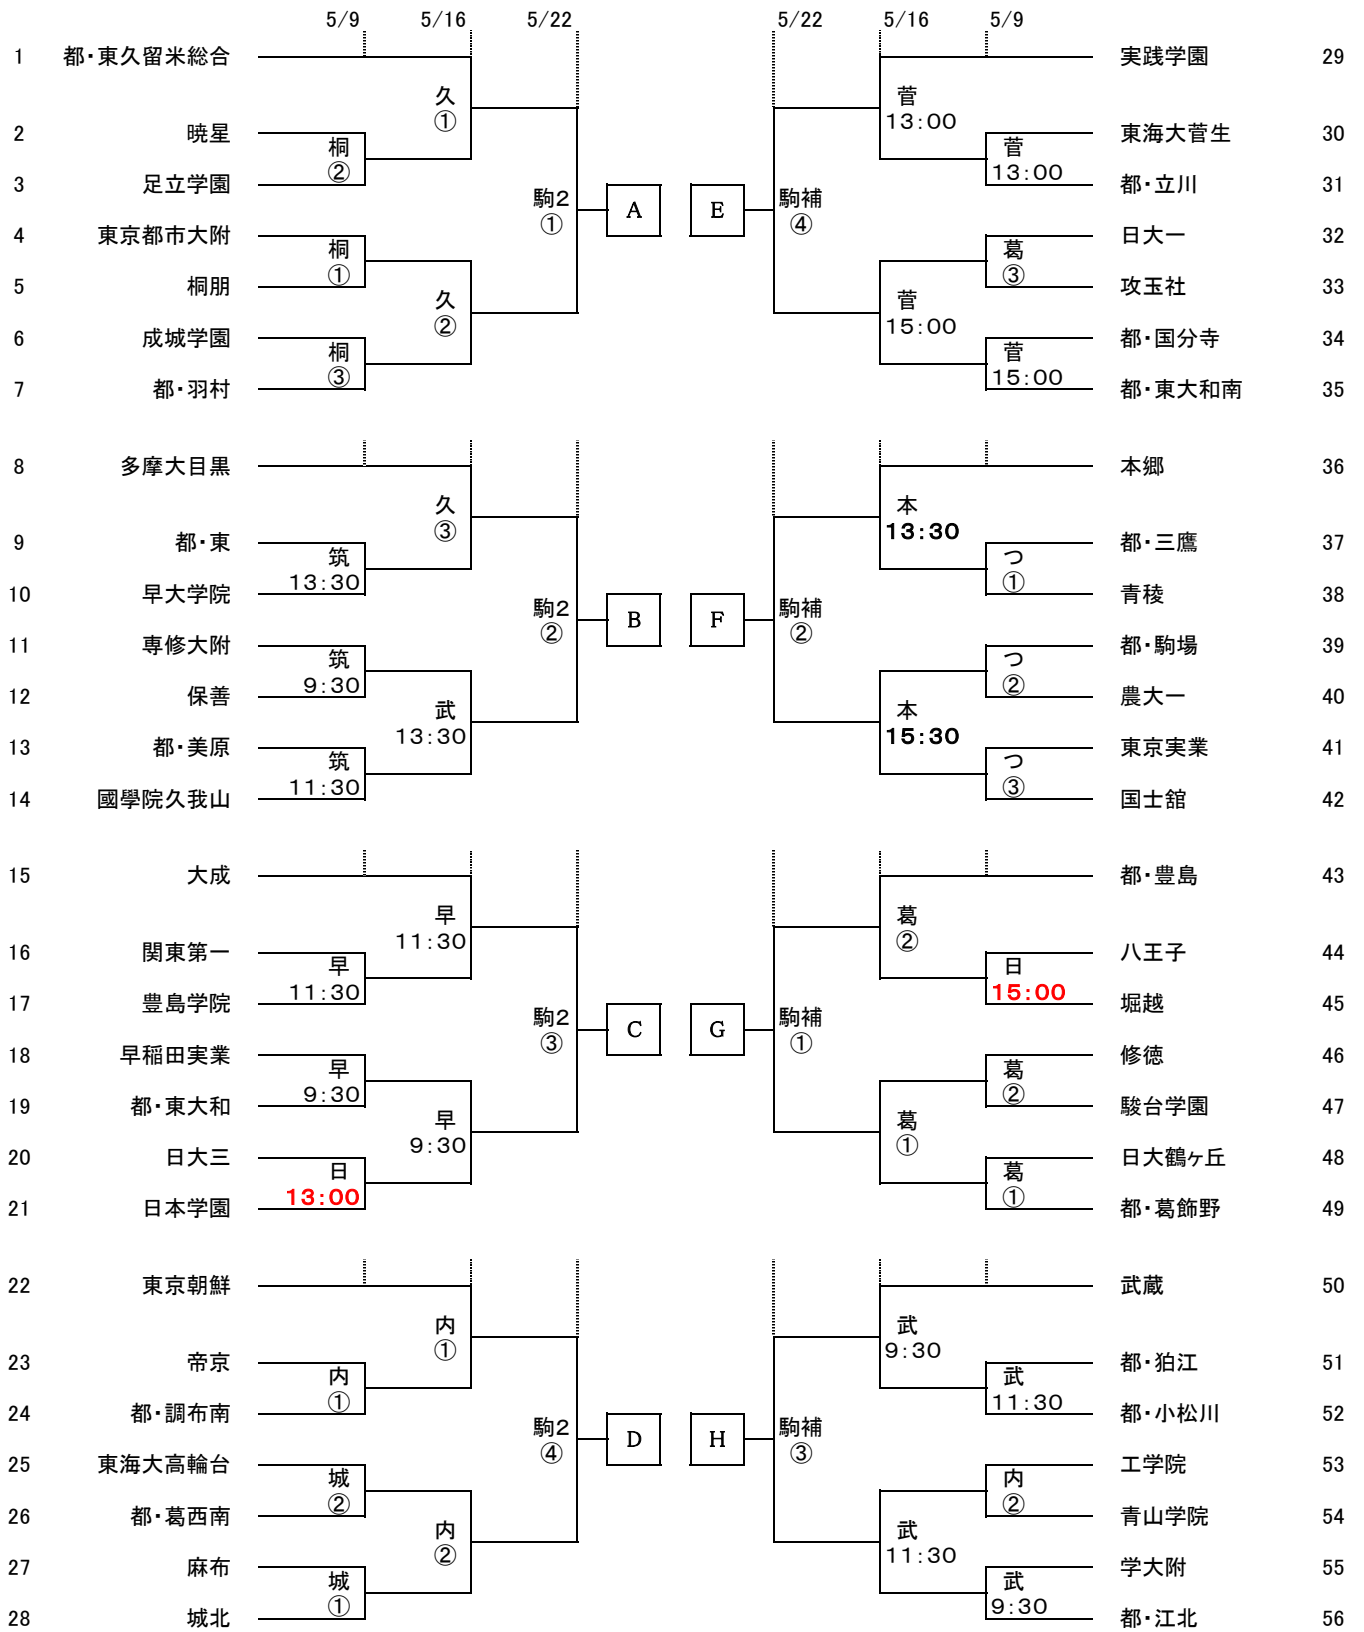 5/9 5/16 5/22 5/22 5/16 5/9
1 都・東久留米総合 実践学園 29
久 菅
① 13:00
2 暁星 東海大菅生 30
桐 菅
② 13:00
3 足立学園 都・立川 31
駒2 A E 駒補
① ④
4 東京都市大附 日大一 32
桐 葛
① ③
5 桐朋 攻玉社 33
久 菅
② 15:00
6 成城学園 都・国分寺 34
桐 菅
③ 15:00
7 都・羽村 都・東大和南 35
8 多摩大目黒 本郷 36
久 本
③ 13:30
9 都・東 都・三鷹 37
筑 つ
13:30 ①
10 早大学院 青稜 38
駒2 B F 駒補
② ②
11 専修大附 都・駒場 39
筑 つ
9:30 ②
12 保善 農大一 40
武 本
13:30 15:30
13 都・美原 東京実業 41
筑 つ
11:30 ③
14 國學院久我山 国士舘 42
15 大成 都・豊島 43
早 葛
11:30 ②
16 関東第一 八王子 44
早 日
11:30 15:00
17 豊島学院 堀越 45
駒2 C G 駒補
③ ①
18 早稲田実業 修徳 46
早 葛
9:30 ②
19 都・東大和 駿台学園 47
早 葛
9:30 ①
20 日大三 日大鶴ヶ丘 48
日 葛
13:00 ①
21 日本学園 都・葛飾野 49
22 東京朝鮮 武蔵 50
内 武
① 9:30
23 帝京 都・狛江 51
内 武
① 11:30
24 都・調布南 都・小松川 52
駒2 D H 駒補
④ ③
25 東海大高輪台 工学院 53
城 内
② ②
26 都・葛西南 青山学院 54
内 武
② 11:30
27 麻布 学大附 55
城 武
① 9:30
28 城北 都・江北 56